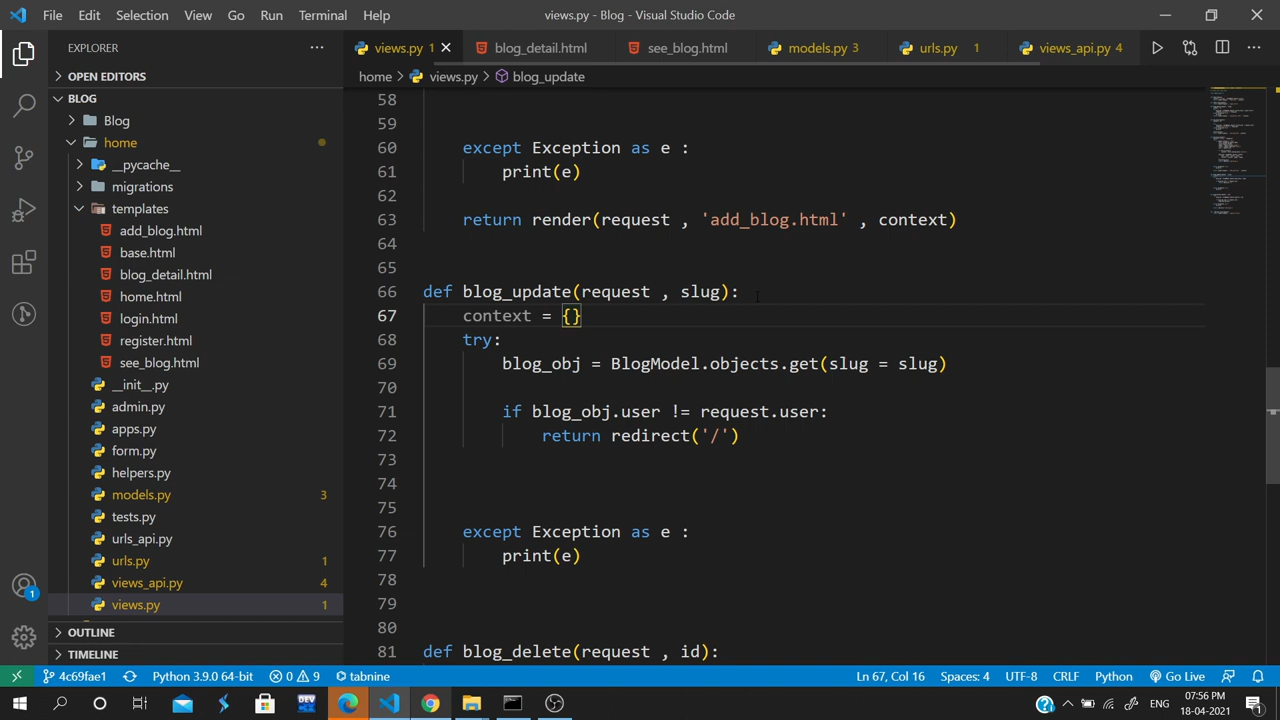 File Edit Selection View Go Run Terminal Help
views.py - Blog - Visual Studio Code
EXPLORER
views.py 1
blog_detail.html
see_blog.html
models.py 3
urls.py 1
views_api.py 4
OPEN EDITORS
home > views.py > blog_update
BLOG
Blog
home
__pycache__
migrations
templates
add_blog.html
base.html
blog_detail.html
home.html
login.html
register.html
see_blog.html
__init__.py
admin.py
apps.py
form.py
helpers.py
models.py 3
tests.py
urls_api.py
urls.py 1
views_api.py 4
views.py 1
OUTLINE
TIMELINE
58
59
60 except Exception as e :
61 print(e)
62
63 return render(request , 'add_blog.html' , context)
64
65
66 def blog_update(request , slug):
67 context = {}
68 try:
69 blog_obj = BlogModel.objects.get(slug = slug)
70
71 if blog_obj.user != request.user:
72 return redirect('/')
73
74
75
76 except Exception as e :
77 print(e)
78
79
80
81 def blog_delete(request , id):
1
4c69fae1 Python 3.9.0 64-bit 0 9 tabnine
Ln 67, Col 16 Spaces: 4 UTF-8 CRLF Python Go Live
07:56 PM
18-04-2021
1